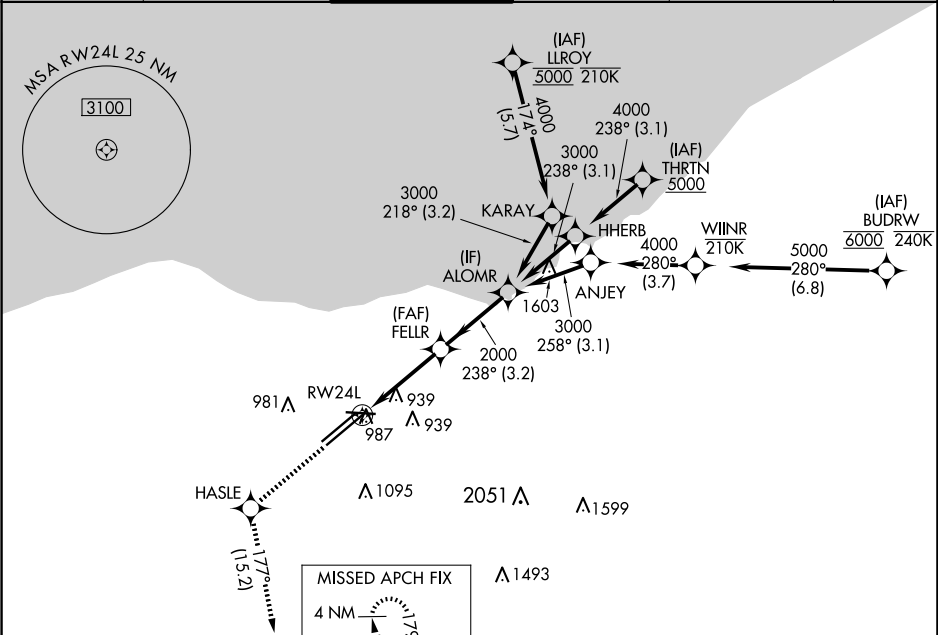 MSA RW24L 25 NM
3100
(IAF)
LLROY
5000 210K
4000
174°
(5.7)
4000
238° (3.1)
3000
238° (3.1)
(IAF)
THRTN
5000
3000
218° (3.2)
KARAY
HHERB
(IAF)
BUDRW
6000 240K
WIINR
210K
4000
280°
(3.7)
5000
280°
(6.8)
(IF)
ALOMR
ANJEY
1603
3000
258° (3.1)
(FAF)
FELLR
2000
238° (3.2)
RW24L
981
939
939
987
HASLE
1095
2051
1599
177°
(15.2)
1493
MISSED APCH FIX
4 NM